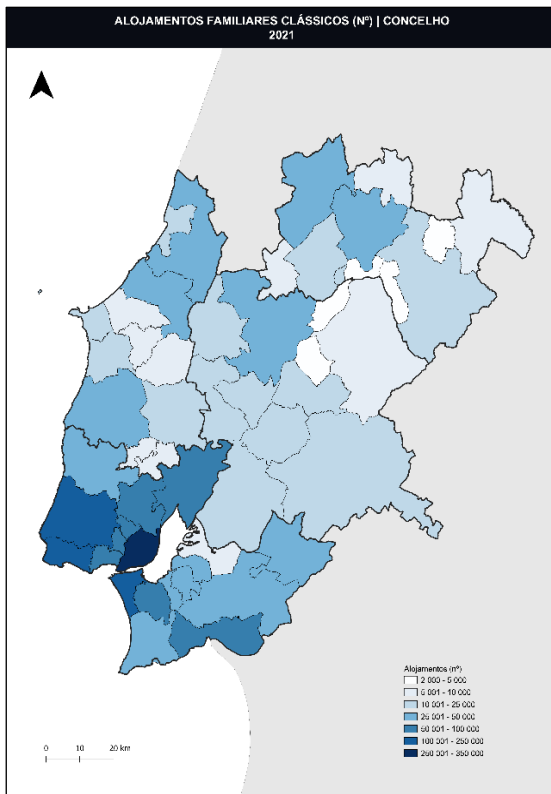 ALOJAMENTOS FAMILIARES CLÁSSICOS (Nº) | CONCELHO
2021
Alojamentos (nº)
2 000 - 5 000
5 001 - 10 000
10 001 - 25 000
25 001 - 50 000
50 001 - 100 000
100 001 - 250 000
250 001 - 350 000
0 10 20 km